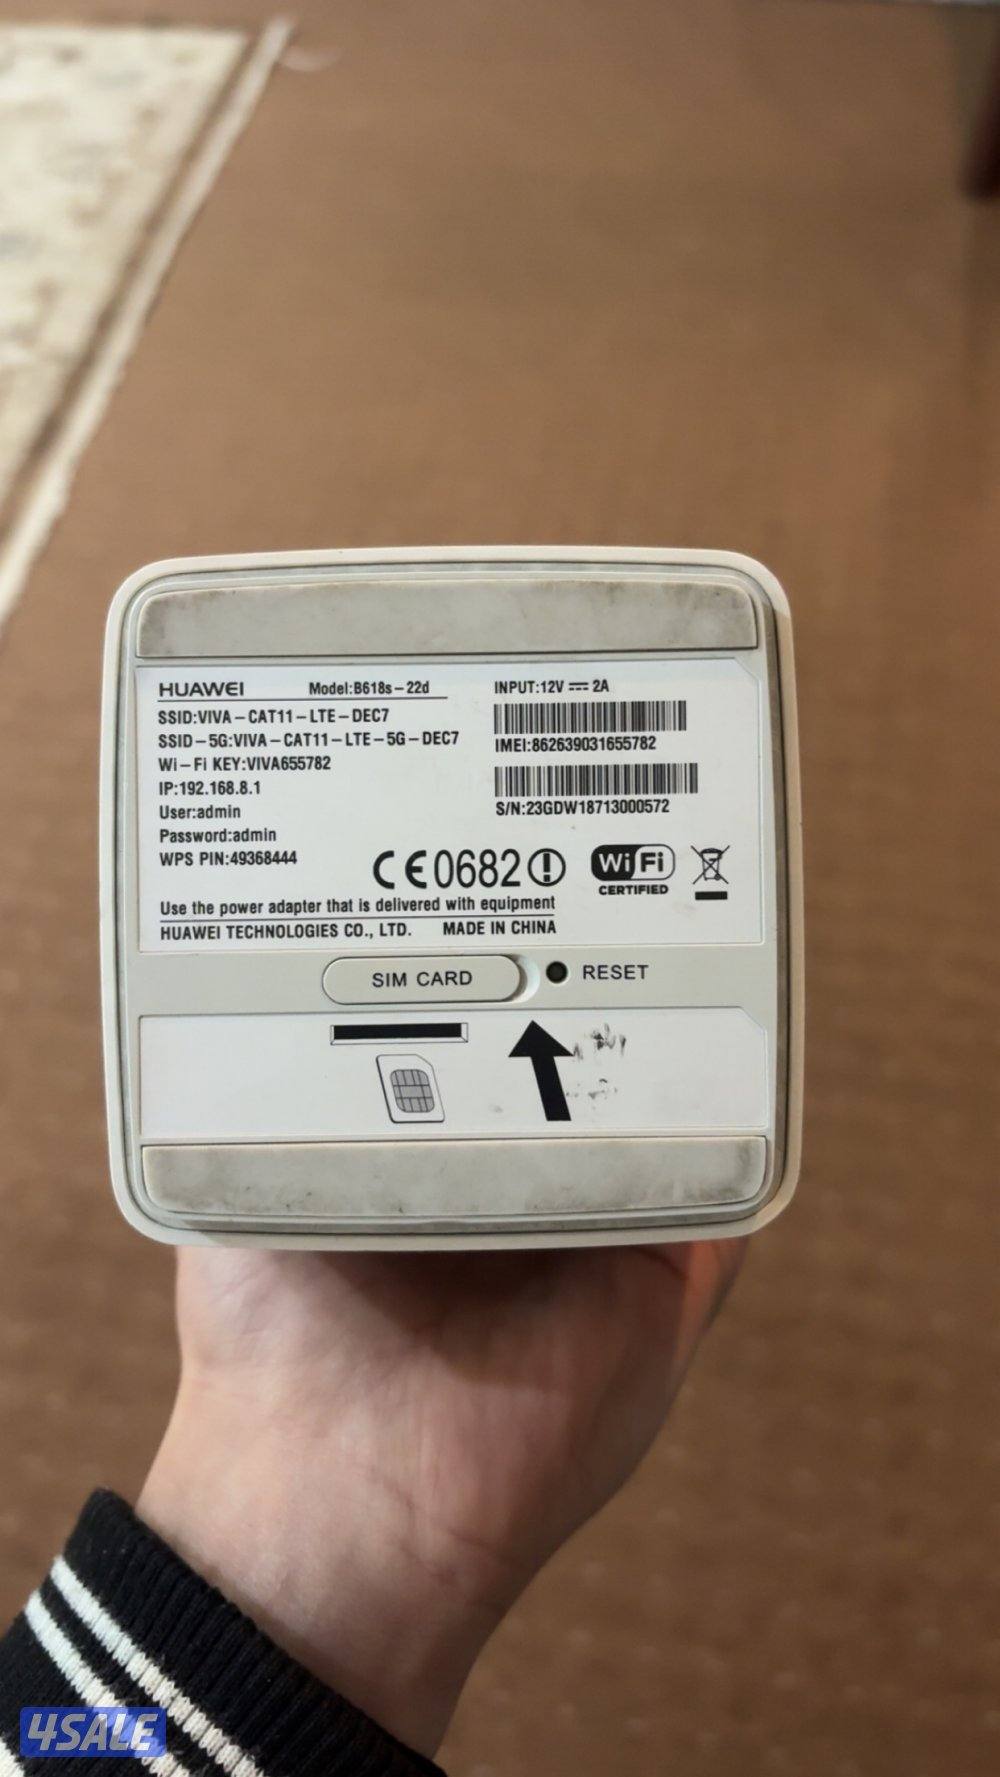 HUAWEI Model:B618s-22d
SSID:VIVA-CAT11-LTE-DEC7
SSID-5G:VIVA-CAT11-LTE-5G-DEC7
Wi-Fi KEY:VIVA655782
IP:192.168.8.1
User:admin
Password:admin
WPS PIN:49368444
INPUT:12V ⎓ 2A
IMEI:862639031655782
S/N:23GDW18713000572
CE0682
Wi Fi
CERTIFIED
Use the power adapter that is delivered with equipment
HUAWEI TECHNOLOGIES CO., LTD. MADE IN CHINA
SIM CARD
RESET
4SALE